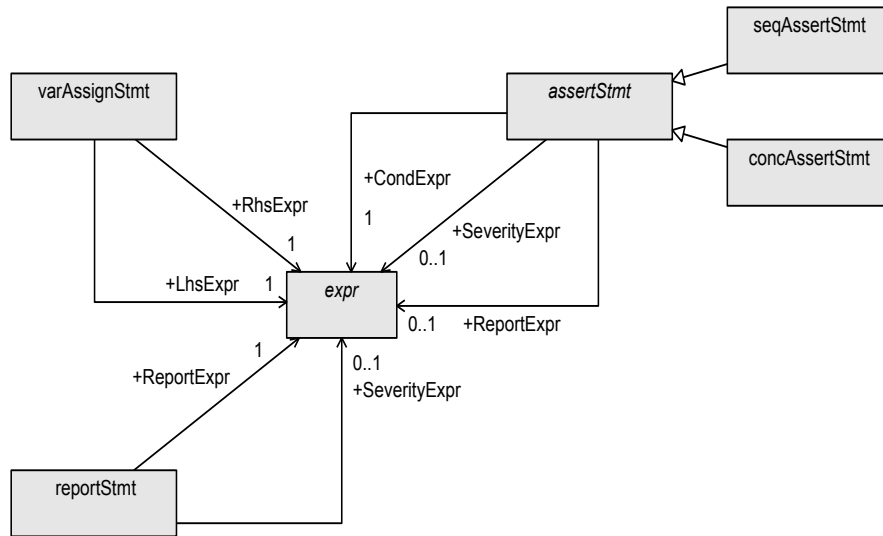 seqAssertStmt
varAssignStmt
assertStmt
concAssertStmt
+CondExpr
+RhsExpr
1
+SeverityExpr
1
0..1
+LhsExpr
1
expr
0..1
+ReportExpr
1
0..1
+ReportExpr
+SeverityExpr
reportStmt